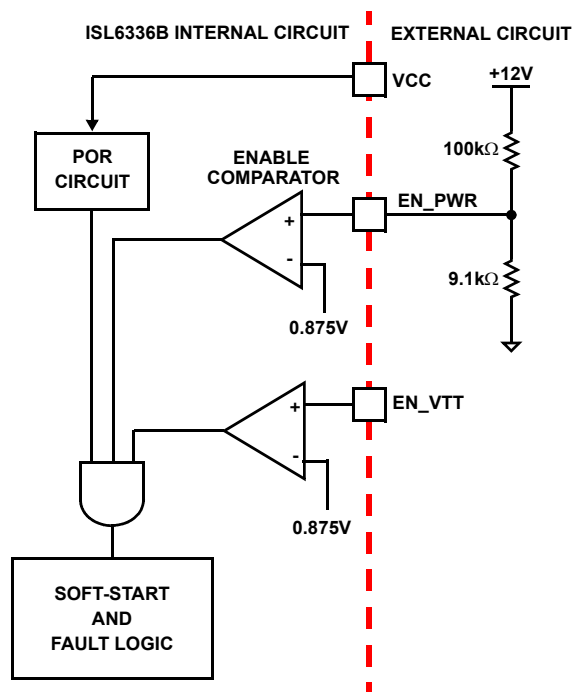 ISL6336B INTERNAL CIRCUIT
EXTERNAL CIRCUIT
VCC
+12V
POR
CIRCUIT
ENABLE
COMPARATOR
100kΩ
EN_PWR
+
-
0.875V
9.1kΩ
EN_VTT
+
-
0.875V
SOFT-START
AND
FAULT LOGIC